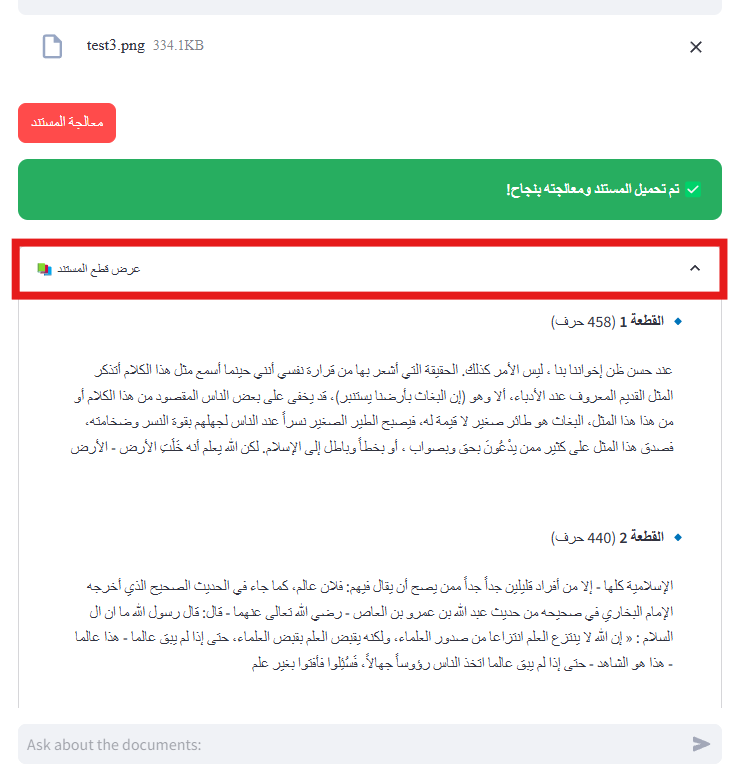 test3.png 334.1KB
معالجة المستند
تم تحميل المستند ومعالجته بنجاح!
عرض قطع المستند
القطعة 1 (458 حرف)
عند حسن ظن إخواننا بنا ، ليس الأمر كذلك. الحقيقة التي أشعر بها من قرارة نفسي أنني حينما أسمع مثل هذا الكلام أتذكر
المثل القديم المعروف عند الأدباء، ألا وهو (إن البغاث بأرضنا يستنير)، قد يخفى على بعض الناس المقصود من هذا الكلام أو
من هذا هذا المثل، البغاث هو طائر صغير لا قيمة له، فيصبح الطير الصغير نسراً عند الناس لجهلهم بقوة النسر وضخامته،
فصدق هذا المثل على كثير ممن يدْعُونَ بحق وبصواب ، أو بخطأ وباطل إلى الإسلام. لكن الله يعلم أنه خَلَتِ الأرض - الأرض
القطعة 2 (440 حرف)
الإسلامية كلها - إلا من أفراد قليلين جداً جداً ممن يصح أن يقال فيهم: فلان عالم، كما جاء في الحديث الصحيح الذي أخرجه
الإمام البخاري في صحيحه من حديث عبد الله بن عمرو بن العاص - رضي الله تعالى عنهما - قال: قال رسول الله ما ان ال
السلام : « إن الله لا ينتزع العلم انتزاعا من صدور العلماء، ولكنه يقبض العلم بقبض العلماء، حتى إذا لم يبق عالما - هذا عالما
- هذا هو الشاهد - حتى إذا لم يبق عالما اتخذ الناس رؤوساً جهالاً، فَسُئِلوا فأفتوا بغير علم
Ask about the documents: